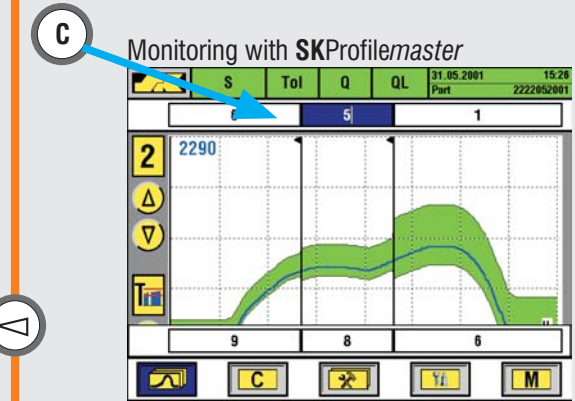 C
Monitoring with SKProfilemaster
S Tol Q QL 31.05.2001 15:26
Part 2222052001
5 1
2 2290
T
9 8 6
C M